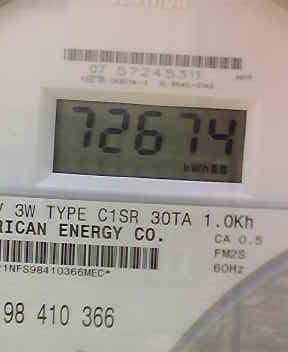 07 57245311
72674
kWh
V 3W TYPE C1SR 30TA 1.0Kh
RICAN ENERGY CO.
CA 0.5
FM2S
60Hz
1NFS98410366MEC*
98 410 366